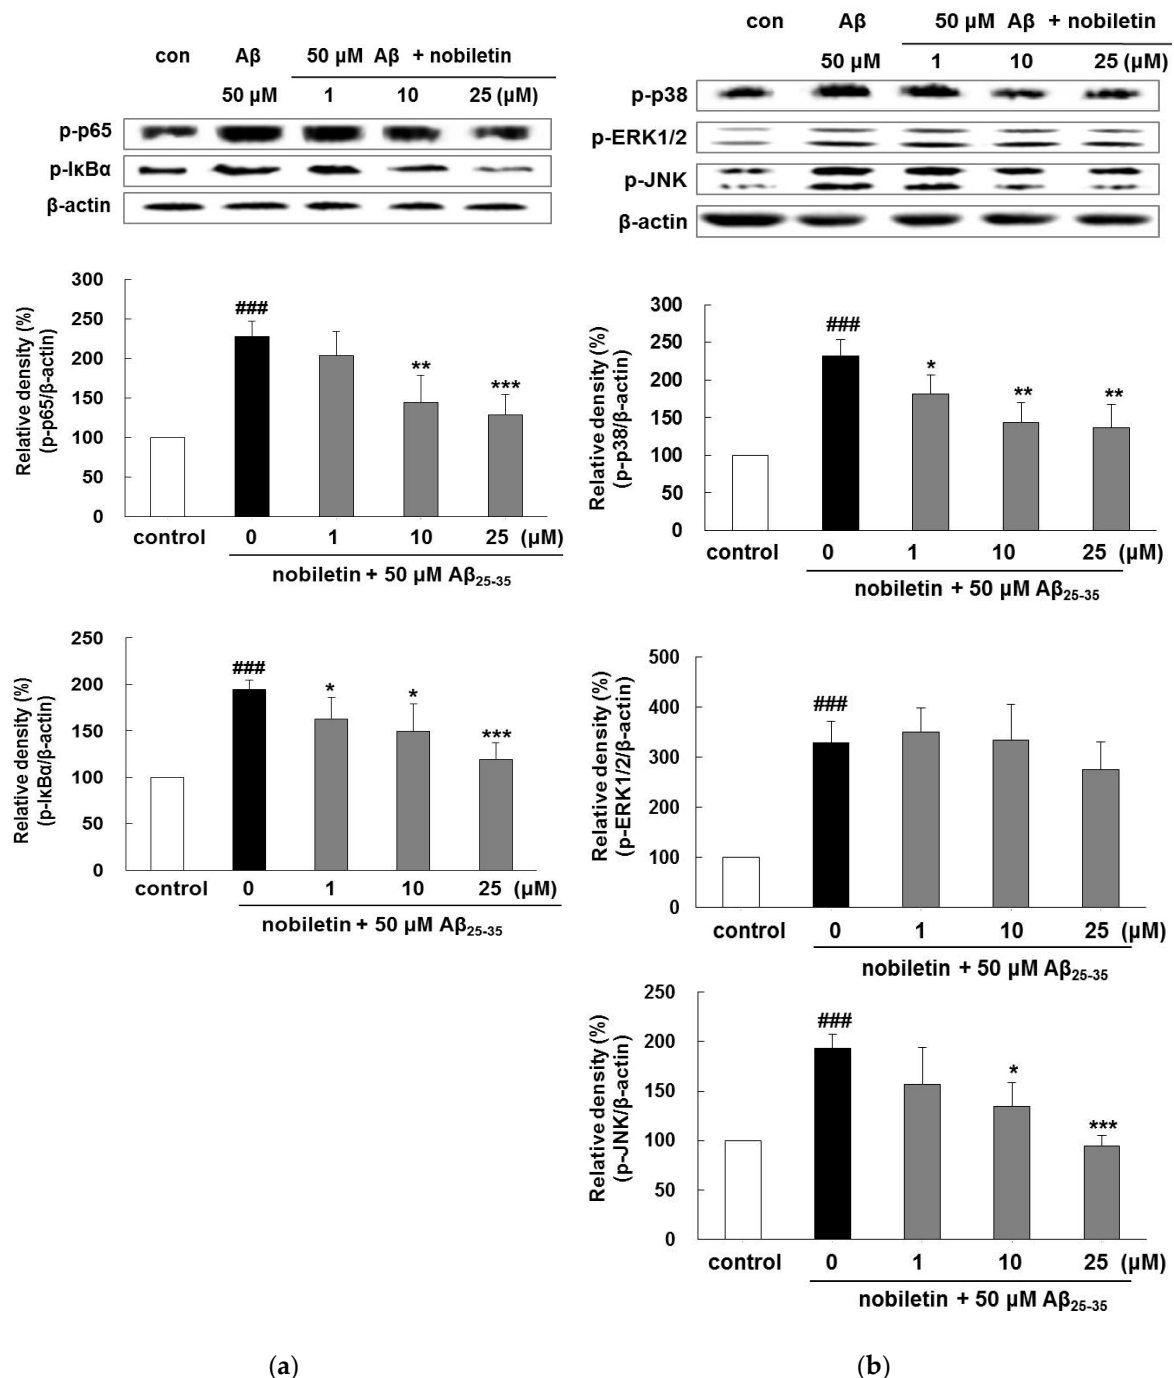 con Aβ 50 μM Aβ + nobiletin
50 μM 1 10 25 (μM)
p-p65
p-IκBα
β-actin
300
250
200
150
100
50
0
Relative density (%)
(p-p65/β-actin)
###
**
***
control 0 1 10 25 (μM)
nobiletin + 50 μM Aβ25-35
250
200
150
100
50
0
Relative density (%)
(p-IκBα/β-actin)
###
*
*
***
control 0 1 10 25 (μM)
nobiletin + 50 μM Aβ25-35
(a)
con Aβ 50 μM Aβ + nobiletin
50 μM 1 10 25 (μM)
p-p38
p-ERK1/2
p-JNK
β-actin
300
250
200
150
100
50
0
Relative density (%)
(p-p38/β-actin)
###
*
**
**
control 0 1 10 25 (μM)
nobiletin + 50 μM Aβ25-35
500
400
300
200
100
0
Relative density (%)
(p-ERK1/2/β-actin)
###
control 0 1 10 25 (μM)
nobiletin + 50 μM Aβ25-35
250
200
150
100
50
0
Relative density (%)
(p-JNK/β-actin)
###
*
***
control 0 1 10 25 (μM)
nobiletin + 50 μM Aβ25-35
(b)